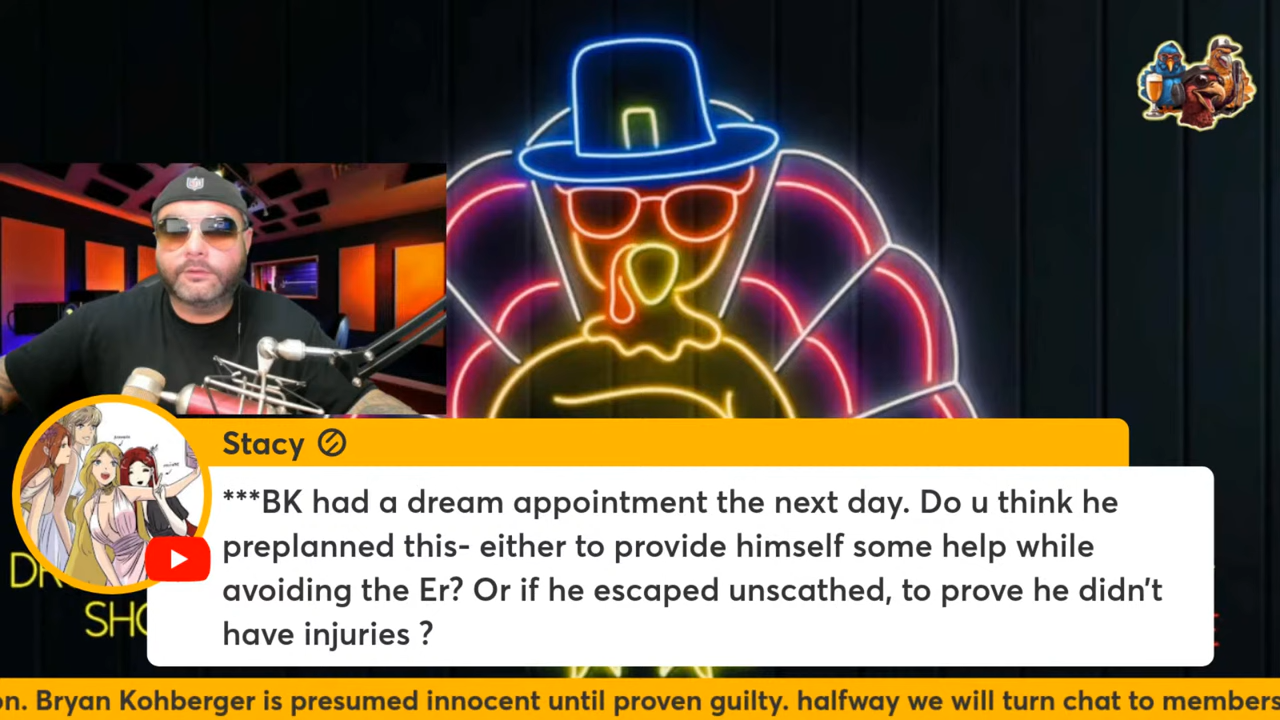 Stacy
***BK had a dream appointment the next day. Do u think he
preplanned this- either to provide himself some help while
avoiding the Er? Or if he escaped unscathed, to prove he didn't
have injuries ?
DR
SHO
on. Bryan Kohberger is presumed innocent until proven guilty. halfway we will turn chat to members